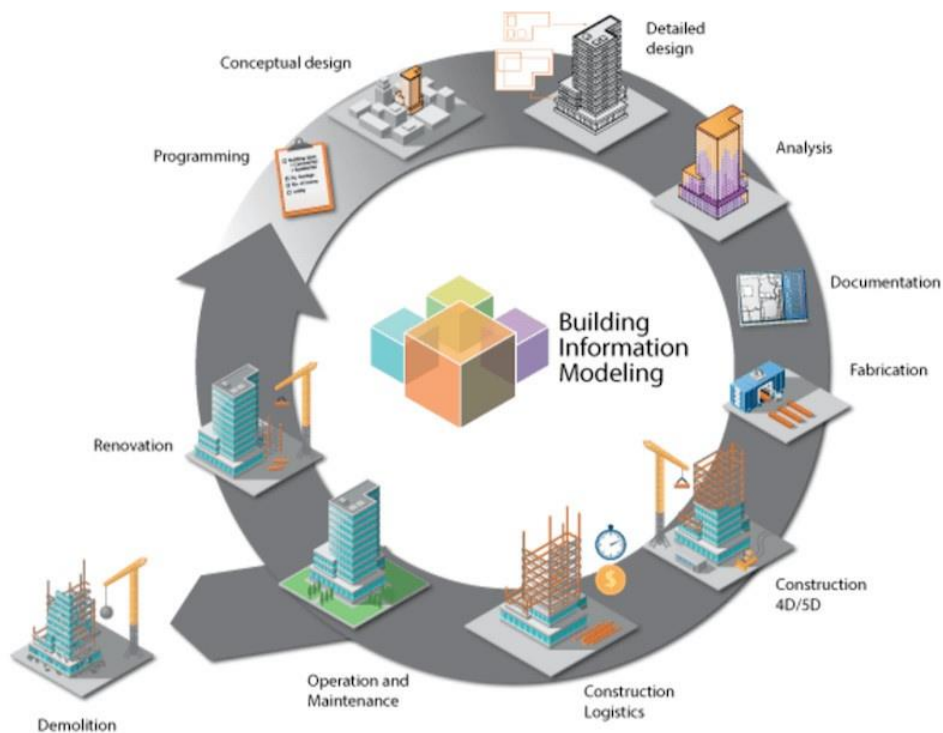 Detailed
design
Conceptual design
Programming
Analysis
Documentation
Building
Information
Modeling
Fabrication
Renovation
Construction
4D/5D
Operation and
Maintenance
Construction
Logistics
Demolition
$